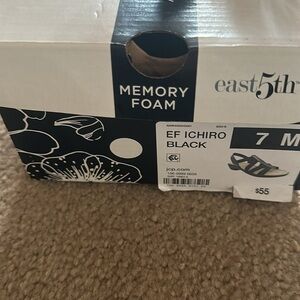 MEMORY
FOAM
east5th
EF ICHIRO
BLACK
7 M
jcp.com
$55